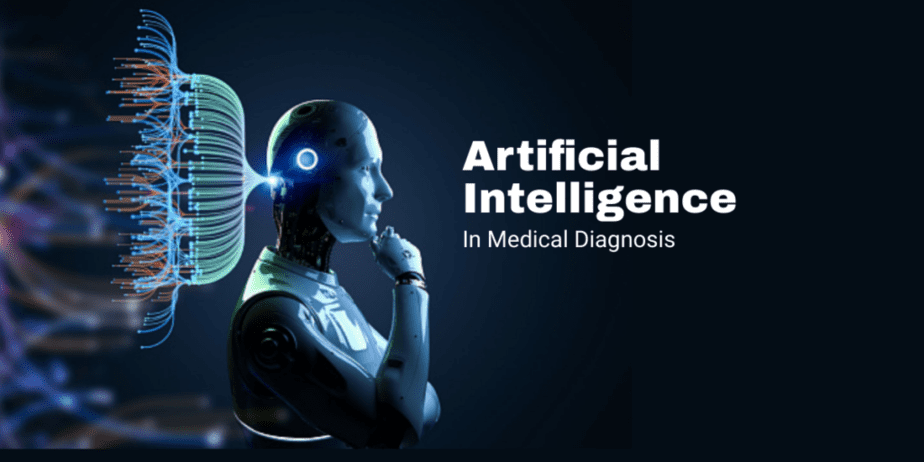 Artificial
Intelligence
In Medical Diagnosis